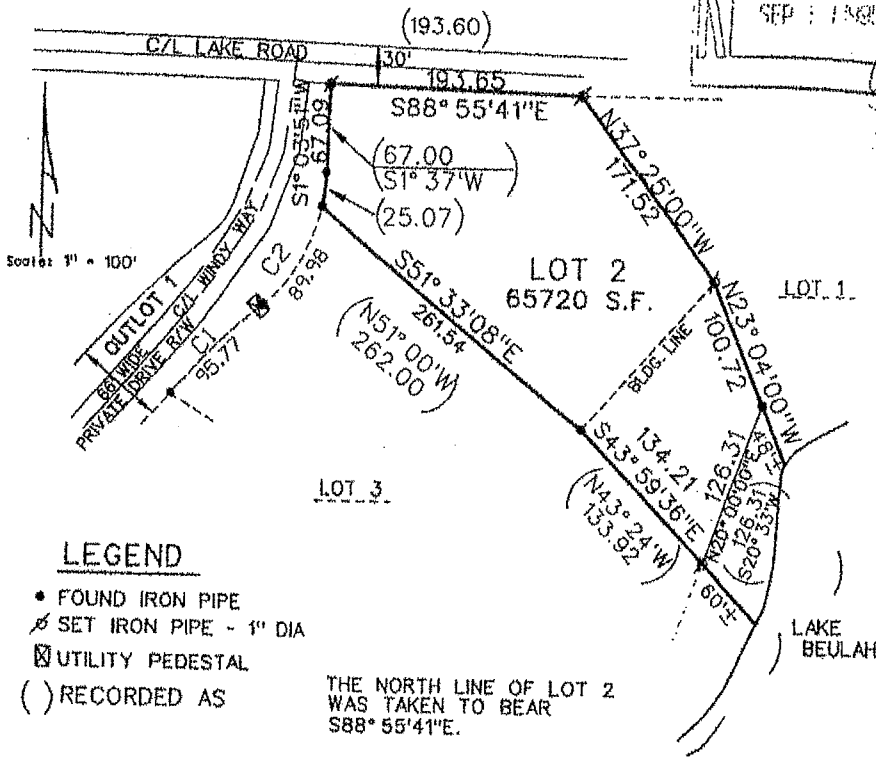 (193.60)
SEP
C/L LAKE ROAD
30'
193.65
S88° 55'41"E
S1° 03'51"W
67.09
(67.00
S1° 37'W)
(25.07)
N37° 25'00"W
171.52
N
Scale: 1" = 100'
OUTLOT 1
C/L WINDY WAY
66' WIDE
PRIVATE DRIVE R/W
C2
89.98
C1
95.77
S51° 33'08"E
261.54
(N51° 00'W
262.00)
LOT 2
65720 S.F.
LOT 1
N23° 04'00"W
100.72
BLDG. LINE
48'±
S43° 59'36"E
134.21
(N43° 24'W
133.92)
126.31
N20° 00'00"E
(126.31
S20° 33'W)
60'±
LOT 3
LAKE
BEULAH
LEGEND
FOUND IRON PIPE
SET IRON PIPE - 1" DIA
UTILITY PEDESTAL
( ) RECORDED AS
THE NORTH LINE OF LOT 2
WAS TAKEN TO BEAR
S88° 55'41"E.